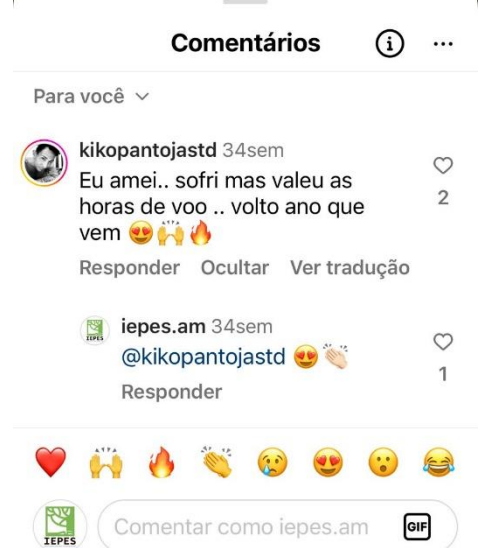 Comentários
Para você
kikopantojastd 34sem
Eu amei.. sofri mas valeu as
horas de voo .. volto ano que
vem 😍🙌🔥
2
Responder Ocultar Ver tradução
IEPES
iepes.am 34sem
@kikopantojastd 😍👏🏻
1
Responder
❤️🙌🔥👏😢😍😮😂
IEPES
Comentar como iepes.am
GIF